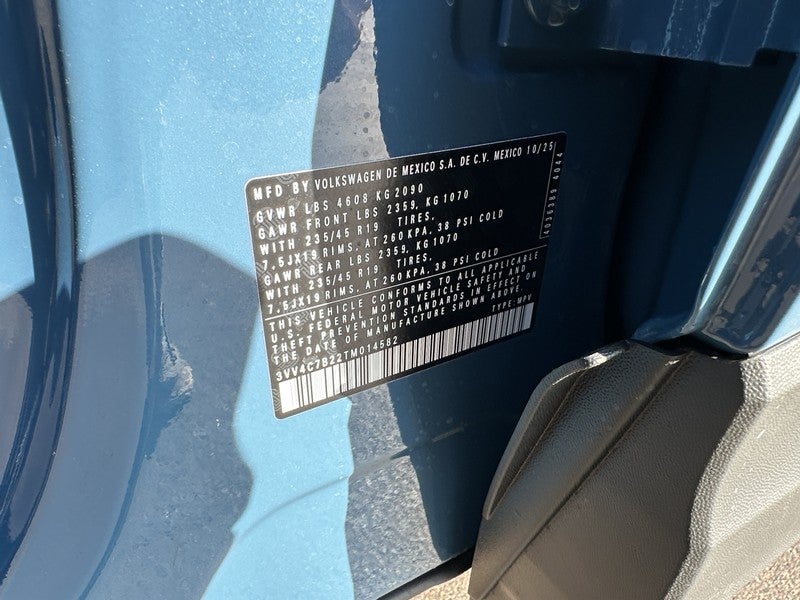 MFD BY VOLKSWAGEN DE MEXICO S.A. DE C.V. MEXICO 10/25
GVWR LBS 4608 KG 2090
GAWR FRONT LBS 2359, KG 1070
WITH 235/45 R19 TIRES.
7.5JX19 RIMS, AT 260KPA, 38 PSI COLD
GAWR REAR LBS 2359, KG 1070
WITH 235/45 R19 TIRES.
7.5JX19 RIMS, AT 260KPA, 38 PSI COLD
THIS VEHICLE CONFORMS TO ALL APPLICABLE
U.S. FEDERAL MOTOR VEHICLE SAFETY AND
THEFT PREVENTION STANDARDS IN EFFECT ON
THE DATE OF MANUFACTURE SHOWN ABOVE.
3VV4C7B22TM014582 TYPE: MPV
4036389 4044